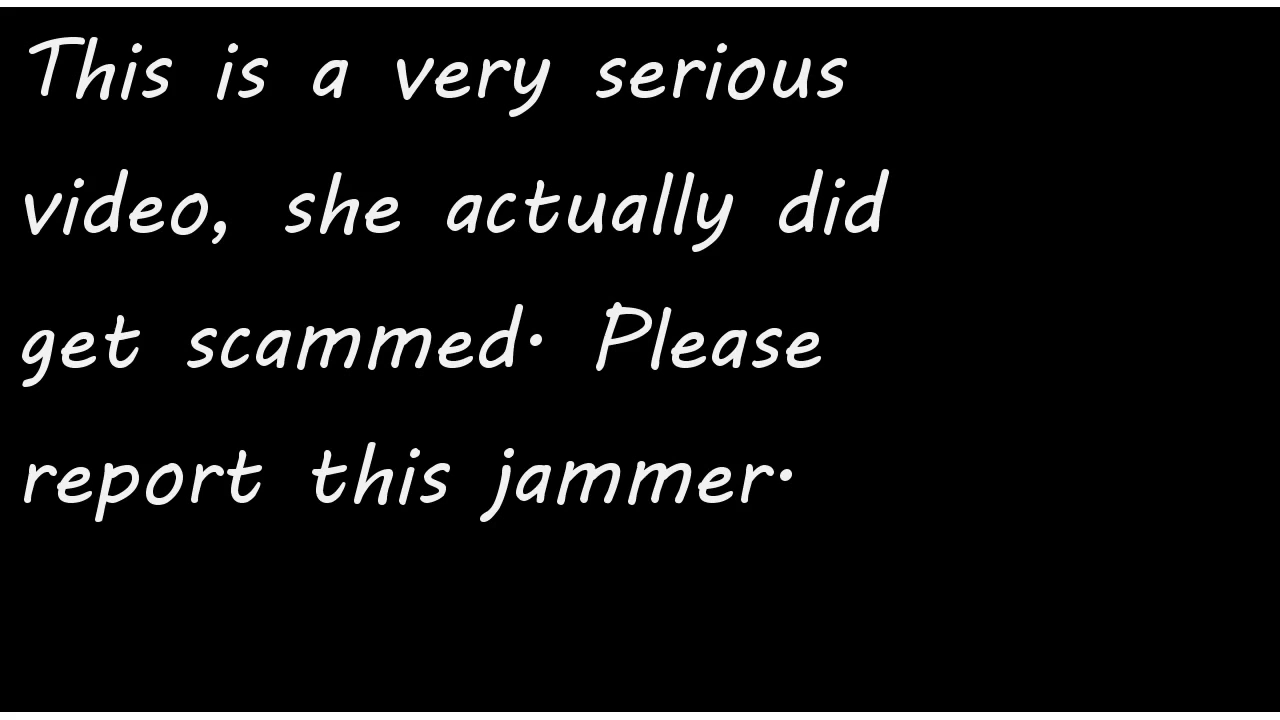 This is a very serious
video, she actually did
get scammed. Please
report this jammer.